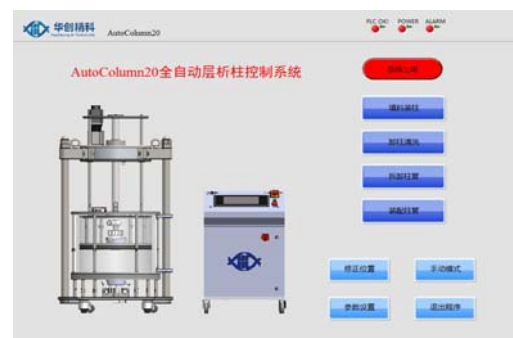 华创精科
AutoColumn20
PLC OK! POWER ALARM
AutoColumn20全自动层析柱控制系统
填料装柱
卸柱清洗
拆卸柱管
装配柱管
修正位置
手动模式
参数设置
退出程序